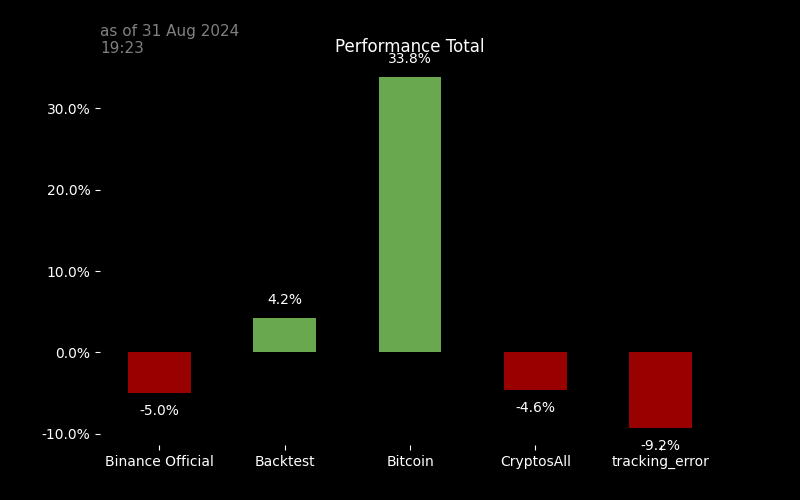 as of 31 Aug 2024
19:23
Performance Total
33.8%
30.0%
20.0%
10.0%
4.2%
0.0%
-5.0%
-4.6%
-10.0%
-9.2%
Binance Official
Backtest
Bitcoin
CryptosAll
tracking_error